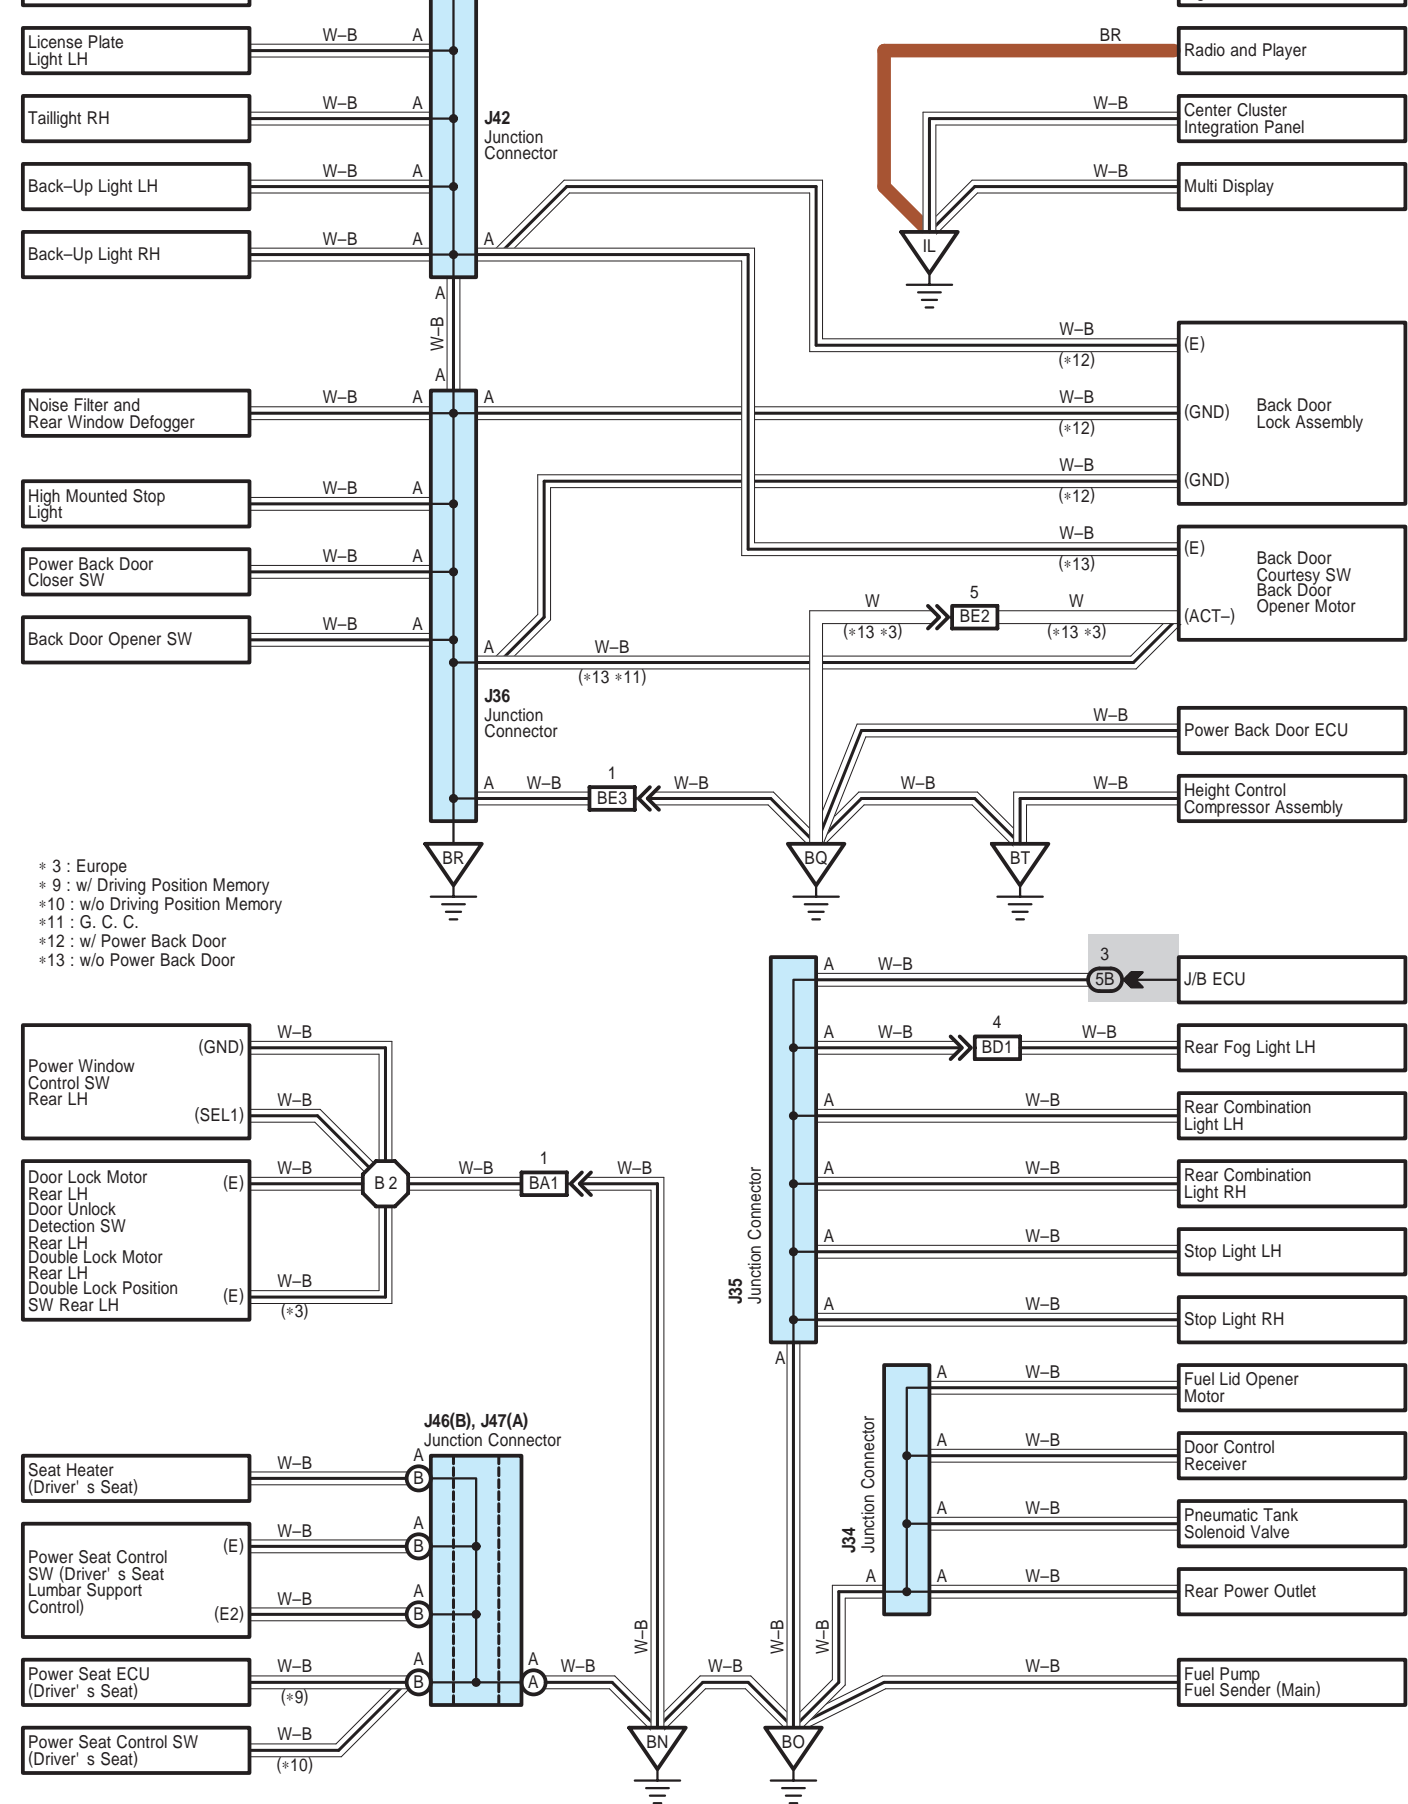 License Plate
Light LH
W–B
A
BR
Radio and Player
Taillight RH
W–B
A
J42
Junction
Connector
W–B
Center Cluster
Integration Panel
Back–Up Light LH
W–B
A
W–B
Multi Display
Back–Up Light RH
W–B
A
A
IL
A
W–B
A
W–B
(∗12)
(E)
Noise Filter and
Rear Window Defogger
W–B
A
A
W–B
(∗12)
(GND)
Back Door
Lock Assembly
High Mounted Stop
Light
W–B
A
W–B
(∗12)
(GND)
Power Back Door
Closer SW
W–B
A
W–B
(∗13)
(E)
Back Door
Courtesy SW
Back Door
Opener Motor
Back Door Opener SW
W–B
A
W
(∗13 ∗3)
5
BE2
W
(∗13 ∗3)
(ACT–)
A
W–B
(∗13 ∗11)
J36
Junction
Connector
W–B
Power Back Door ECU
A
W–B
1
BE3
W–B
W–B
W–B
Height Control
Compressor Assembly
BR
BQ
BT
∗ 3 : Europe
∗ 9 : w/ Driving Position Memory
∗10 : w/o Driving Position Memory
∗11 : G. C. C.
∗12 : w/ Power Back Door
∗13 : w/o Power Back Door
A
W–B
3
5B
J/B ECU
A
W–B
4
BD1
W–B
Rear Fog Light LH
A
W–B
Rear Combination
Light LH
A
W–B
Rear Combination
Light RH
A
W–B
Stop Light LH
A
W–B
Stop Light RH
J35
Junction Connector
A
Power Window
Control SW
Rear LH
(GND)
W–B
(SEL1)
W–B
Door Lock Motor
Rear LH
Door Unlock
Detection SW
Rear LH
Double Lock Motor
Rear LH
Double Lock Position
SW Rear LH
(E)
W–B
(E)
W–B
(∗3)
B 2
W–B
1
BA1
W–B
A
W–B
Fuel Lid Opener
Motor
A
W–B
Door Control
Receiver
A
W–B
Pneumatic Tank
Solenoid Valve
A
A
W–B
Rear Power Outlet
J34
Junction Connector
J46(B), J47(A)
Junction Connector
Seat Heater
(Driver' s Seat)
W–B
A
B
Power Seat Control
SW (Driver' s Seat
Lumbar Support
Control)
(E)
W–B
A
B
(E2)
W–B
A
B
Power Seat ECU
(Driver' s Seat)
W–B
(∗9)
A
B
A
A
W–B
W–B
W–B
W–B
W–B
W–B
Fuel Pump
Fuel Sender (Main)
Power Seat Control SW
(Driver' s Seat)
W–B
(∗10)
BN
BO